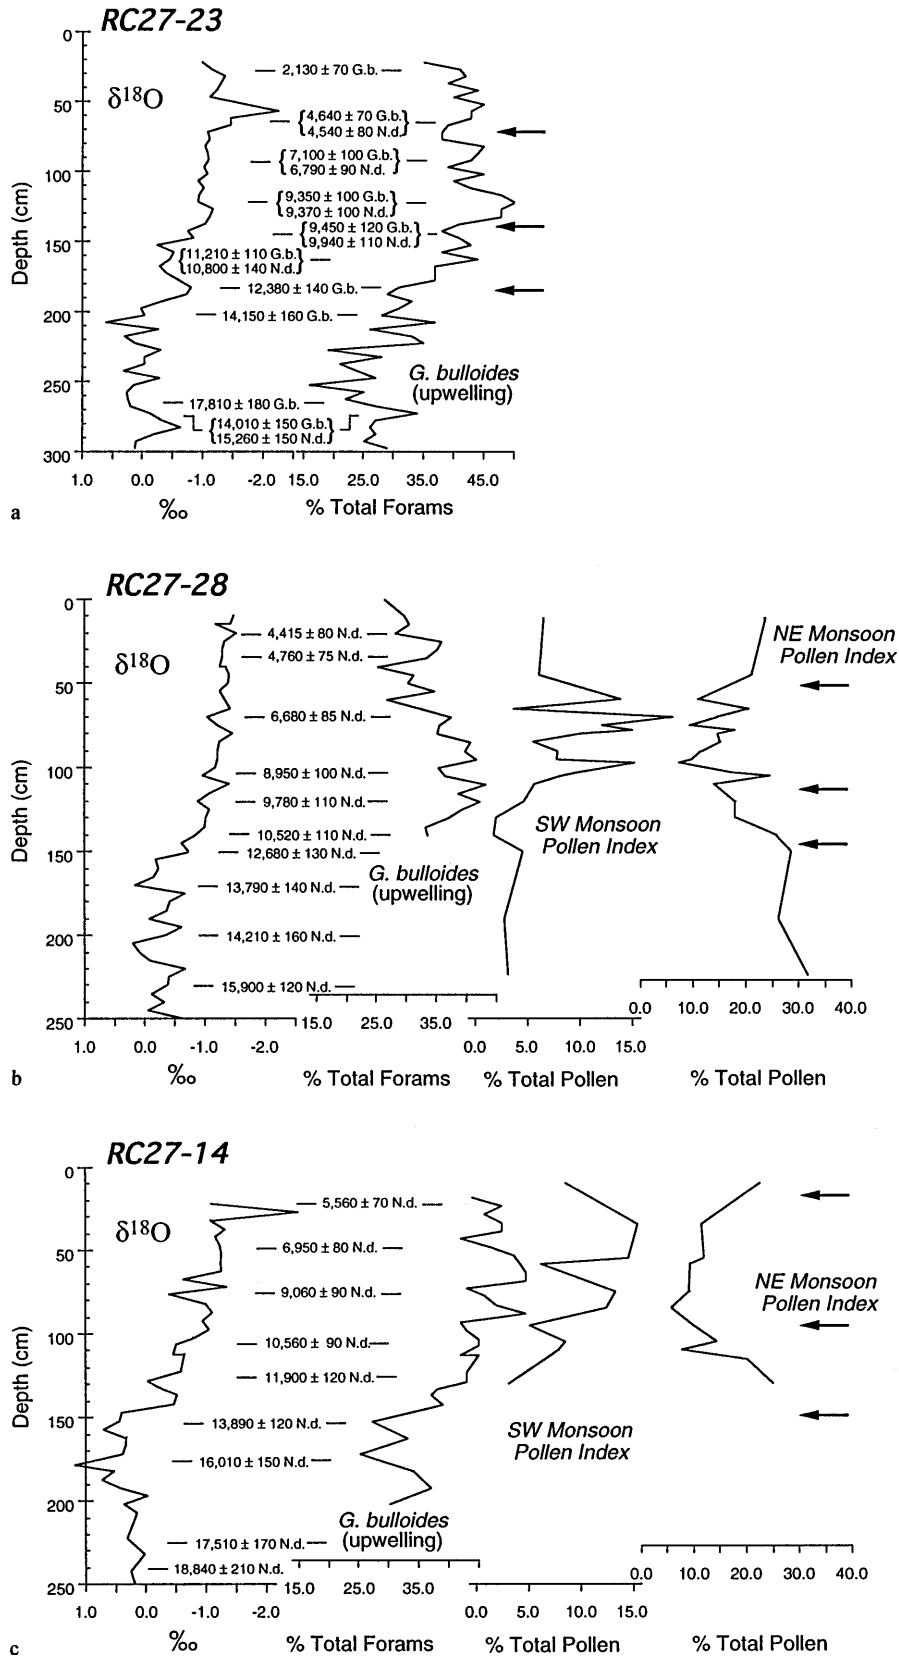 RC27-23
0
50
100
150
200
250
300
Depth (cm)
δ18O
2,130 ± 70 G.b.
4,640 ± 70 G.b.
4,540 ± 80 N.d.
7,100 ± 100 G.b.
6,790 ± 90 N.d.
9,350 ± 100 G.b.
9,370 ± 100 N.d.
9,450 ± 120 G.b.
9,940 ± 110 N.d.
11,210 ± 110 G.b.
10,800 ± 140 N.d.
12,380 ± 140 G.b.
14,150 ± 160 G.b.
17,810 ± 180 G.b.
14,010 ± 150 G.b.
15,260 ± 150 N.d.
G. bulloides
(upwelling)
1.0 0.0 -1.0 -2.0 15.0 25.0 35.0 45.0
‰ % Total Forams
a
RC27-28
0
50
100
150
200
250
Depth (cm)
δ18O
4,415 ± 80 N.d.
4,760 ± 75 N.d.
6,680 ± 85 N.d.
8,950 ± 100 N.d.
9,780 ± 110 N.d.
10,520 ± 110 N.d.
12,680 ± 130 N.d.
13,790 ± 140 N.d.
14,210 ± 160 N.d.
15,900 ± 120 N.d.
G. bulloides
(upwelling)
SW Monsoon
Pollen Index
NE Monsoon
Pollen Index
15.0 25.0 35.0
0.0 10.0 20.0 30.0 40.0
1.0 0.0 -1.0 -2.0 0.0 5.0 10.0 15.0
‰ % Total Forams % Total Pollen % Total Pollen
b
RC27-14
0
50
100
150
200
250
Depth (cm)
δ18O
5,560 ± 70 N.d.
6,950 ± 80 N.d.
9,060 ± 90 N.d.
10,560 ± 90 N.d.
11,900 ± 120 N.d.
13,890 ± 120 N.d.
16,010 ± 150 N.d.
17,510 ± 170 N.d.
18,840 ± 210 N.d.
G. bulloides
(upwelling)
SW Monsoon
Pollen Index
NE Monsoon
Pollen Index
0.0 10.0 20.0 30.0 40.0
15.0 25.0 35.0
1.0 0.0 -1.0 -2.0 0.0 5.0 10.0 15.0
‰ % Total Forams % Total Pollen % Total Pollen
c